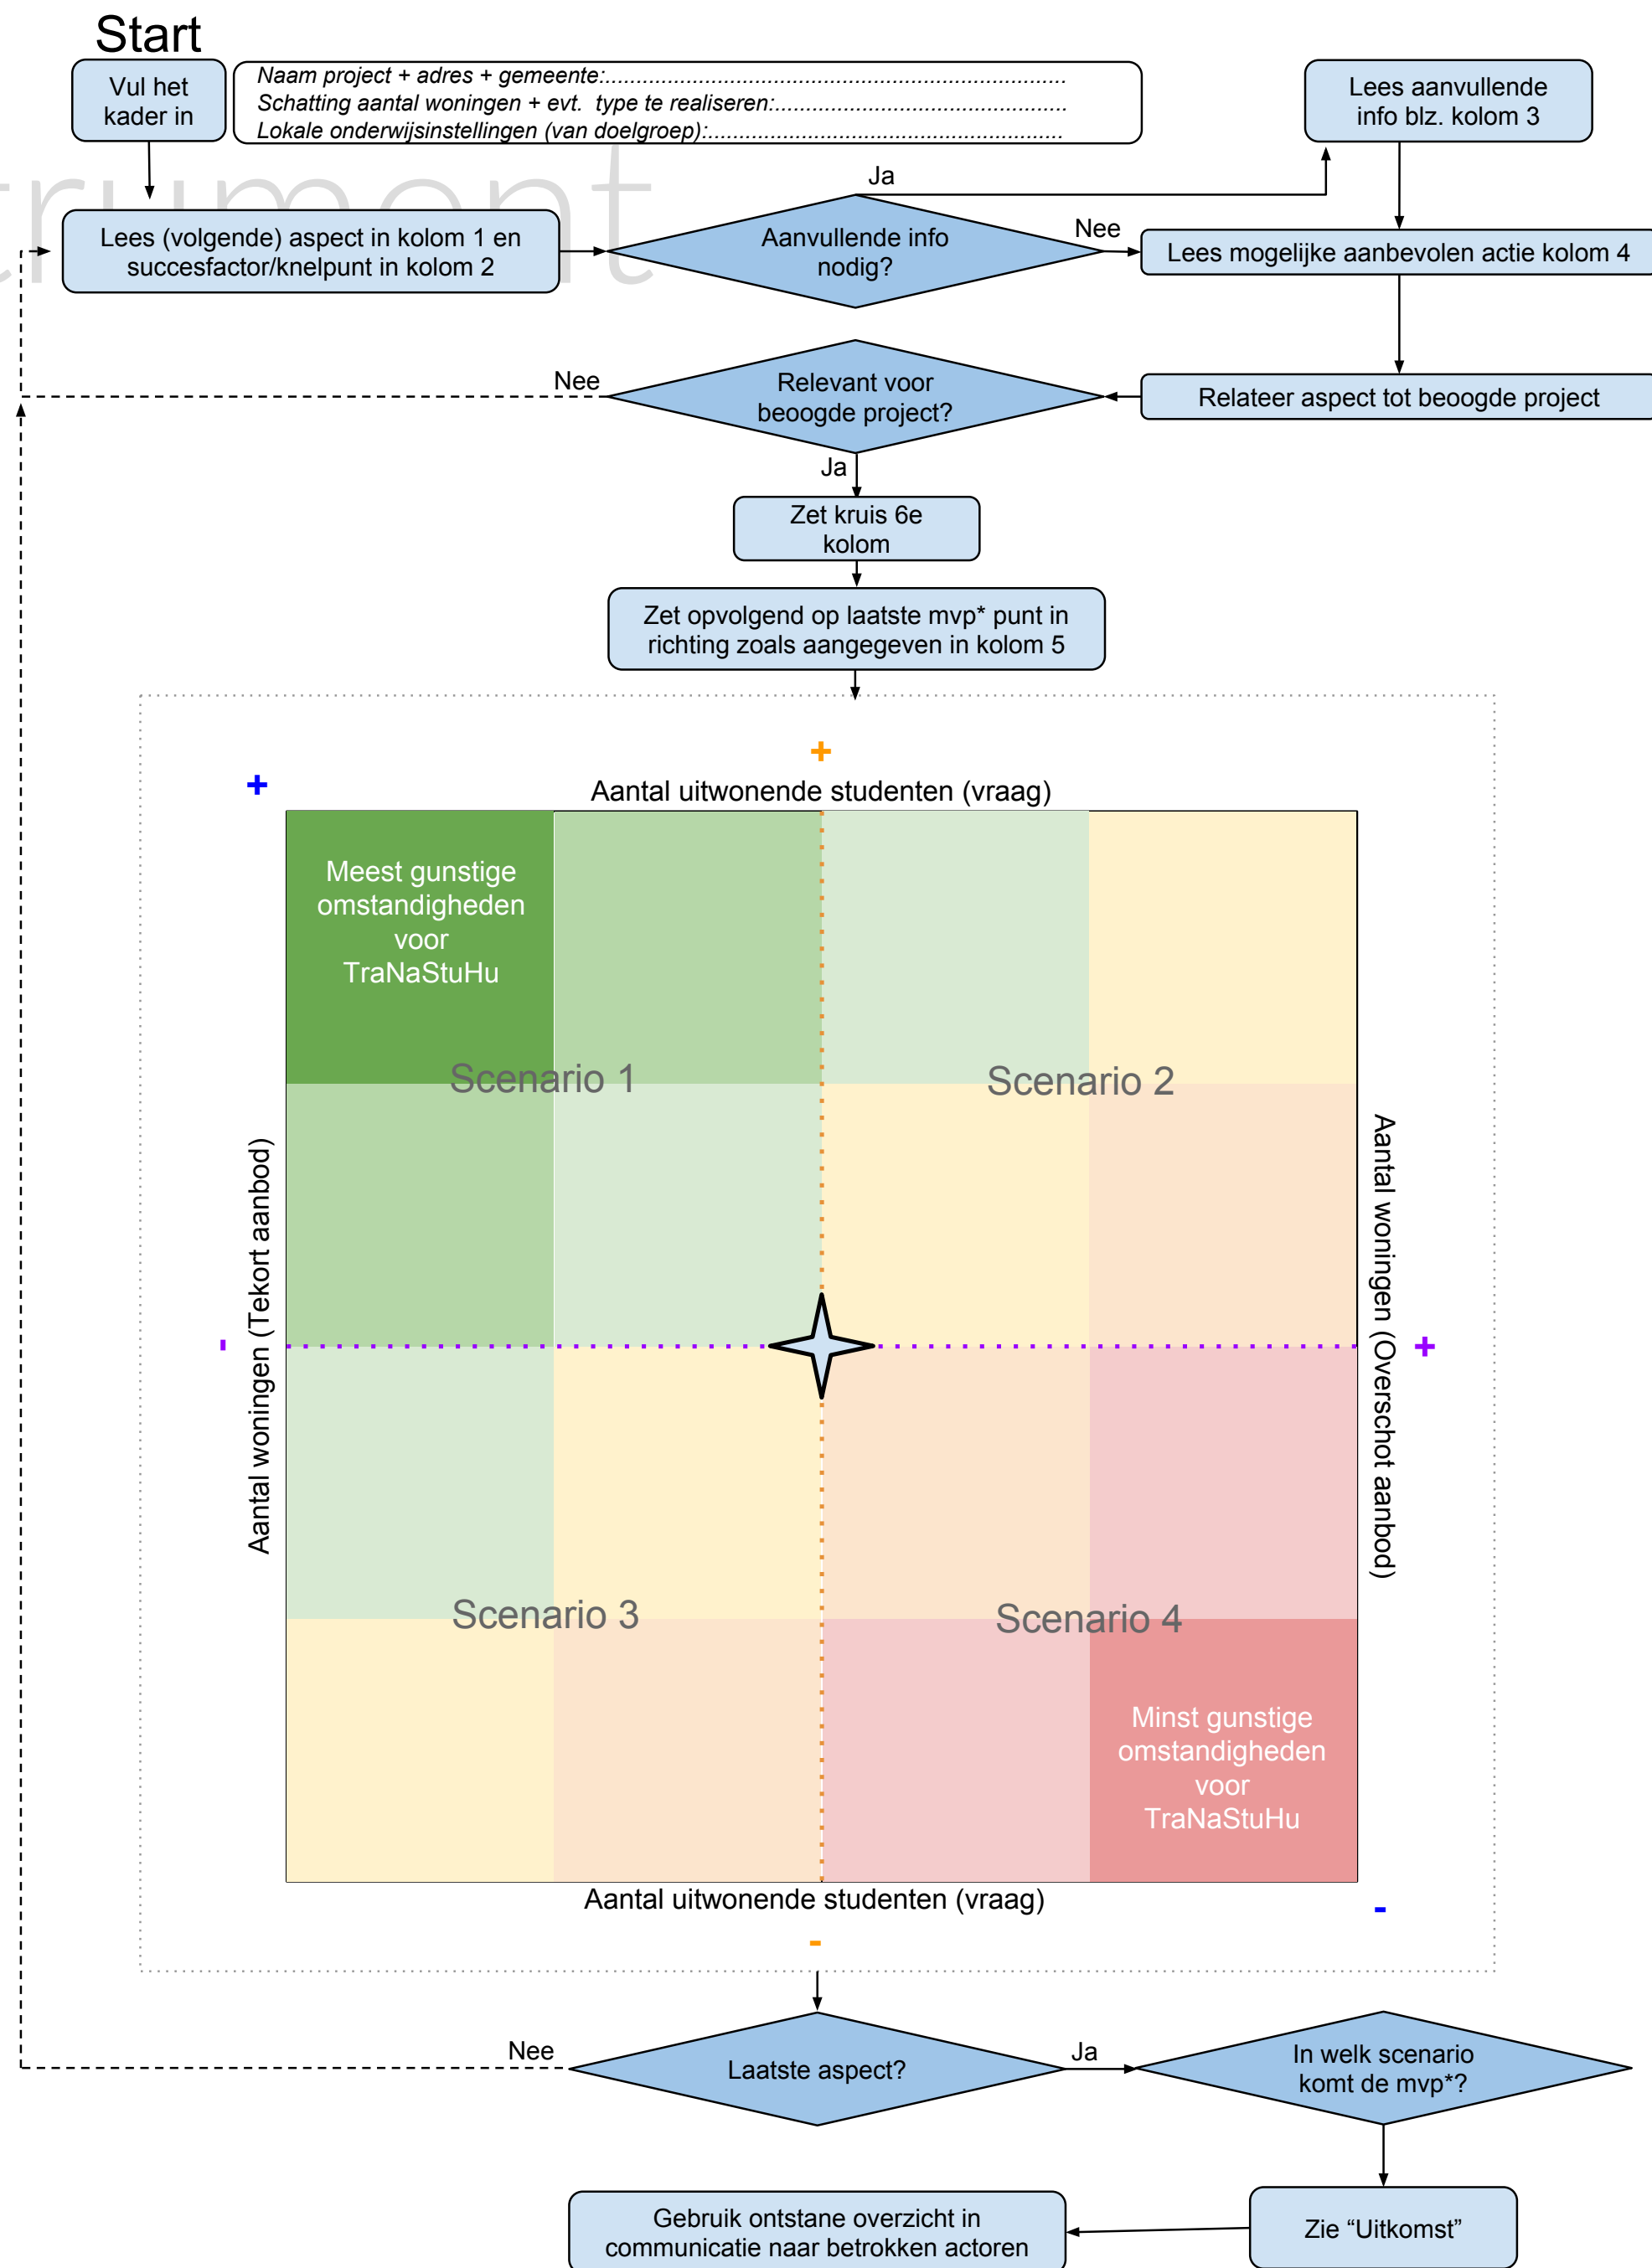 Start
Vul het
kader in
Naam project + adres + gemeente:..........................................................................
Schatting aantal woningen + evt. type te realiseren:...............................................
Lokale onderwijsinstellingen (van doelgroep):.........................................................
Lees aanvullende
info blz. kolom 3
trument
Ja
Lees (volgende) aspect in kolom 1 en
succesfactor/knelpunt in kolom 2
Aanvullende info
nodig?
Nee
Lees mogelijke aanbevolen actie kolom 4
Nee
Relevant voor
beoogde project?
Relateer aspect tot beoogde project
Ja
Zet kruis 6e
kolom
Zet opvolgend op laatste mvp* punt in
richting zoals aangegeven in kolom 5
+
+
Aantal uitwonende studenten (vraag)
Meest gunstige
omstandigheden
voor
TraNaStuHu
Scenario 1
Scenario 2
Aantal woningen (Tekort aanbod)
Aantal woningen (Overschot aanbod)
-
+
Scenario 3
Scenario 4
Minst gunstige
omstandigheden
voor
TraNaStuHu
Aantal uitwonende studenten (vraag)
-
-
Nee
Laatste aspect?
Ja
In welk scenario
komt de mvp*?
Gebruik ontstane overzicht in
communicatie naar betrokken actoren
Zie “Uitkomst”